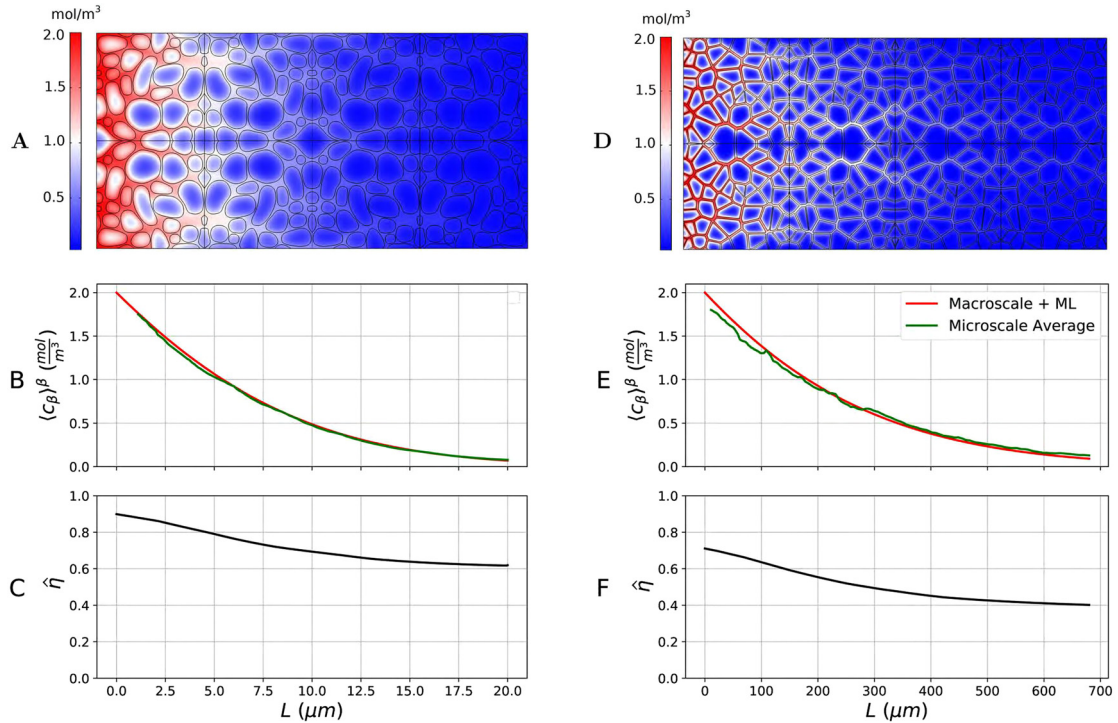 mol/m³
2.0
1.5
A
1.0
0.5
mol/m³
2.0
1.5
D
1.0
0.5
B
⟨c_β⟩^β (mol/m³)
2.0
1.5
1.0
0.5
0.0
E
⟨c_β⟩^β (mol/m³)
2.0
1.5
1.0
0.5
0.0
Macroscale + ML
Microscale Average
C
η̂
1.0
0.8
0.6
0.4
0.2
0.0
0.0 2.5 5.0 7.5 10.0 12.5 15.0 17.5 20.0
L (μm)
F
η̂
1.0
0.8
0.6
0.4
0.2
0.0
0 100 200 300 400 500 600 700
L (μm)